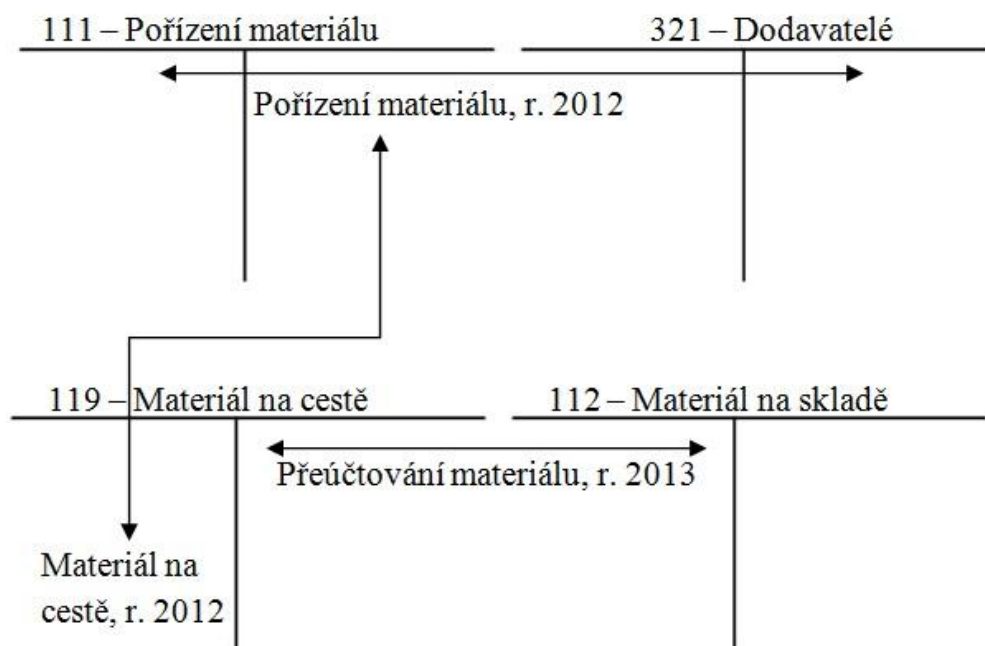 111 – Pořízení materiálu
321 – Dodavatelé
Pořízení materiálu, r. 2012
119 – Materiál na cestě
112 – Materiál na skladě
Přeúčtování materiálu, r. 2013
Materiál na
cestě, r. 2012